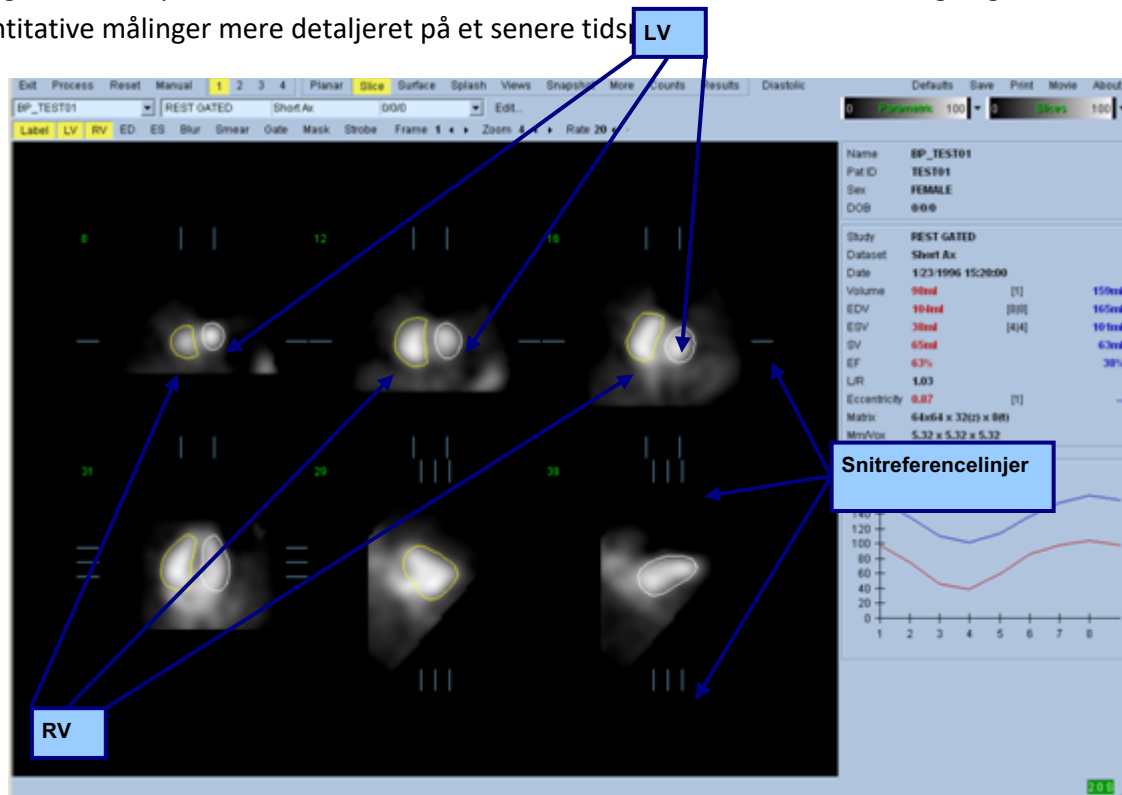 ntitative målinger mere detaljeret på et senere tids
LV
Exit Process Reset Manual 1 2 3 4 Planar Slice Surface Splash Views Snapshot More Counts Results Diastolic Defaults Save Print Movie About
BP_TEST01 REST GATED Short Ax 0/0/0 Edit... 0 Parametric 100 0 Slices 100
Label LV RV ED ES Blur Smear Gate Mask Strobe Frame 1 Zoom 4 Rate 20
Name BP_TEST01
Pat ID TEST01
Sex FEMALE
DOB 0/0/0
8 12 16
Study REST GATED
Dataset Short Ax
Date 1/23/1996 15:20:00
Volume 98ml [1] 159ml
EDV 104ml [8|8] 165ml
ESV 38ml [4|4] 101ml
SV 65ml 63ml
EF 63% 38%
L/R 1.03
Eccentricity 0.87 [1]
Matrix 64x64 x 32(z) x 8(t)
Mm/Vox 5.32 x 5.32 x 5.32
Snitreferencelinjer
31 29 38
140
120
100
80
60
40
20
0
1 2 3 4 5 6 7 8
RV